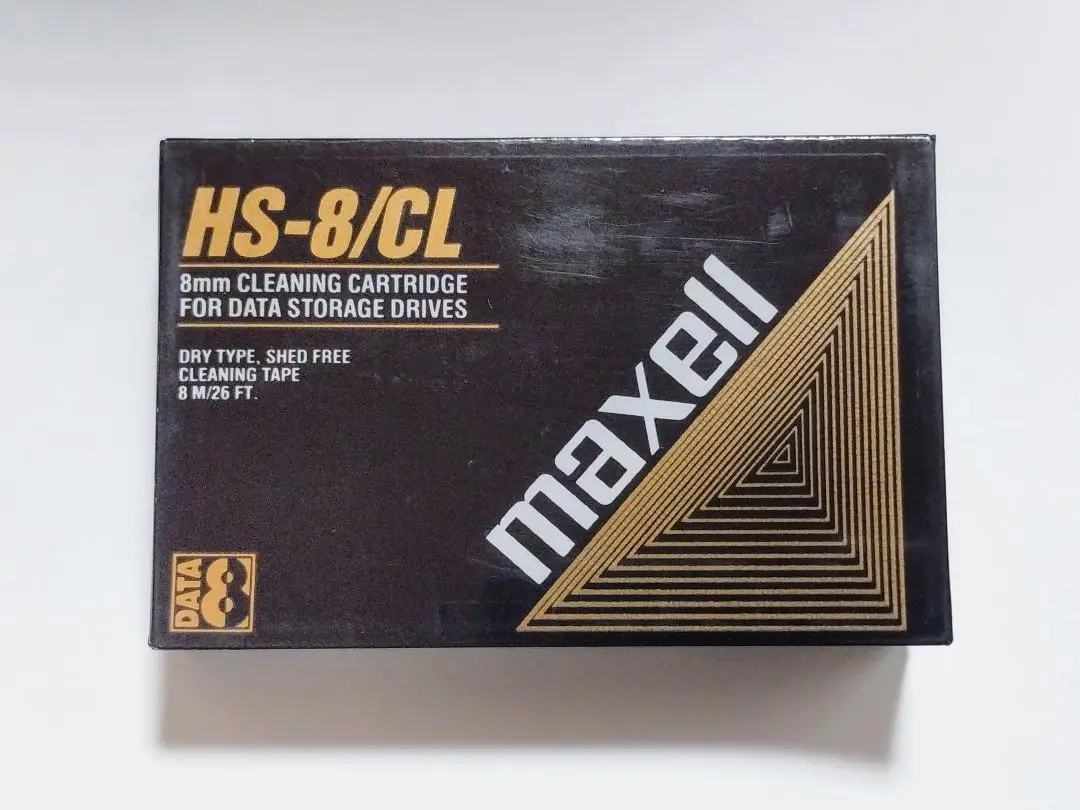 HS-8/CL
8mm CLEANING CARTRIDGE
FOR DATA STORAGE DRIVES
DRY TYPE, SHED FREE
CLEANING TAPE
8 M/26 FT.
maxell
DATA 8